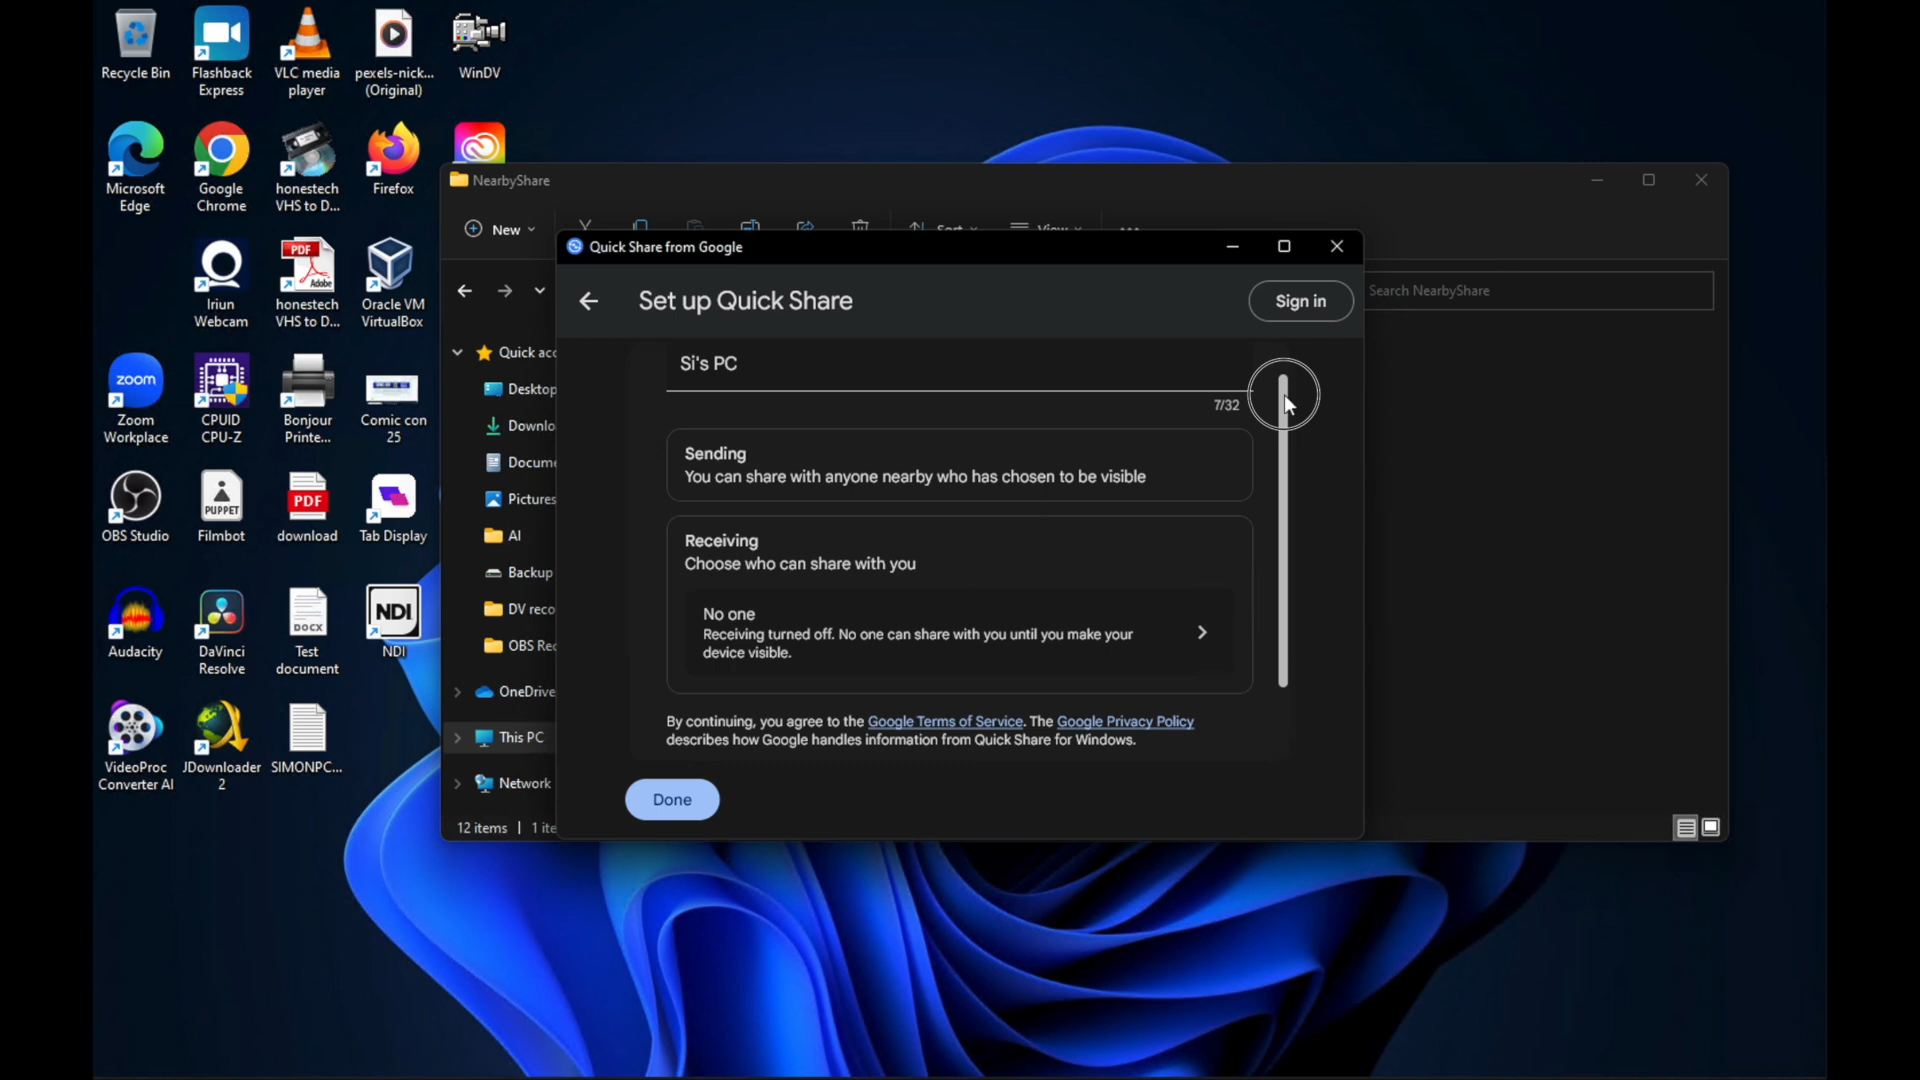 Recycle Bin
Flashback
Express
VLC media
player
pexels-nick...
(Original)
WinDV
Microsoft
Edge
Google
Chrome
honestech
VHS to D...
Firefox
Iriun
Webcam
PDF
Adobe
honestech
VHS to D...
Oracle VM
VirtualBox
zoom
Zoom
Workplace
CPUID
CPU-Z
Bonjour
Printe...
Comic con
25
OBS Studio
PUPPET
Filmbot
PDF
download
Tab Display
Audacity
DaVinci
Resolve
DOCX
Test
document
NDI
NDI
VideoProc
Converter AI
JDownloader
2
SIMONPC...
NearbyShare
New
Sort
View
Search NearbyShare
Quick acc
Desktop
Downlo
Docume
Pictures
AI
Backup
DV reco
OBS Rec
OneDrive
This PC
Network
12 items
1 ite
Quick Share from Google
Set up Quick Share
Sign in
Si's PC
7/32
Sending
You can share with anyone nearby who has chosen to be visible
Receiving
Choose who can share with you
No one
Receiving turned off. No one can share with you until you make your
device visible.
By continuing, you agree to the Google Terms of Service. The Google Privacy Policy
describes how Google handles information from Quick Share for Windows.
Done